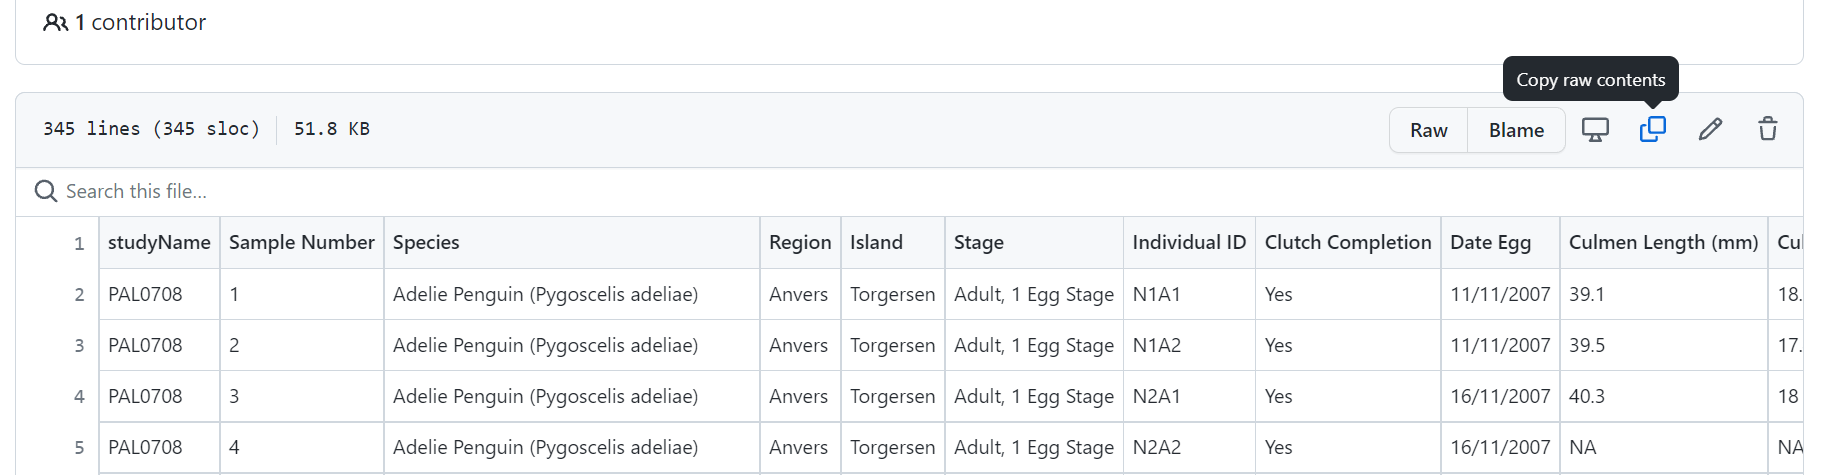 1 contributor
Copy raw contents
345 lines (345 sloc) 51.8 KB Raw Blame
Search this file...
1 studyName Sample Number Species Region Island Stage Individual ID Clutch Completion Date Egg Culmen Length (mm)
2 PAL0708 1 Adelie Penguin (Pygoscelis adeliae) Anvers Torgersen Adult, 1 Egg Stage N1A1 Yes 11/11/2007 39.1 18.
3 PAL0708 2 Adelie Penguin (Pygoscelis adeliae) Anvers Torgersen Adult, 1 Egg Stage N1A2 Yes 11/11/2007 39.5 17.
4 PAL0708 3 Adelie Penguin (Pygoscelis adeliae) Anvers Torgersen Adult, 1 Egg Stage N2A1 Yes 16/11/2007 40.3 18
5 PAL0708 4 Adelie Penguin (Pygoscelis adeliae) Anvers Torgersen Adult, 1 Egg Stage N2A2 Yes 16/11/2007 NA NA